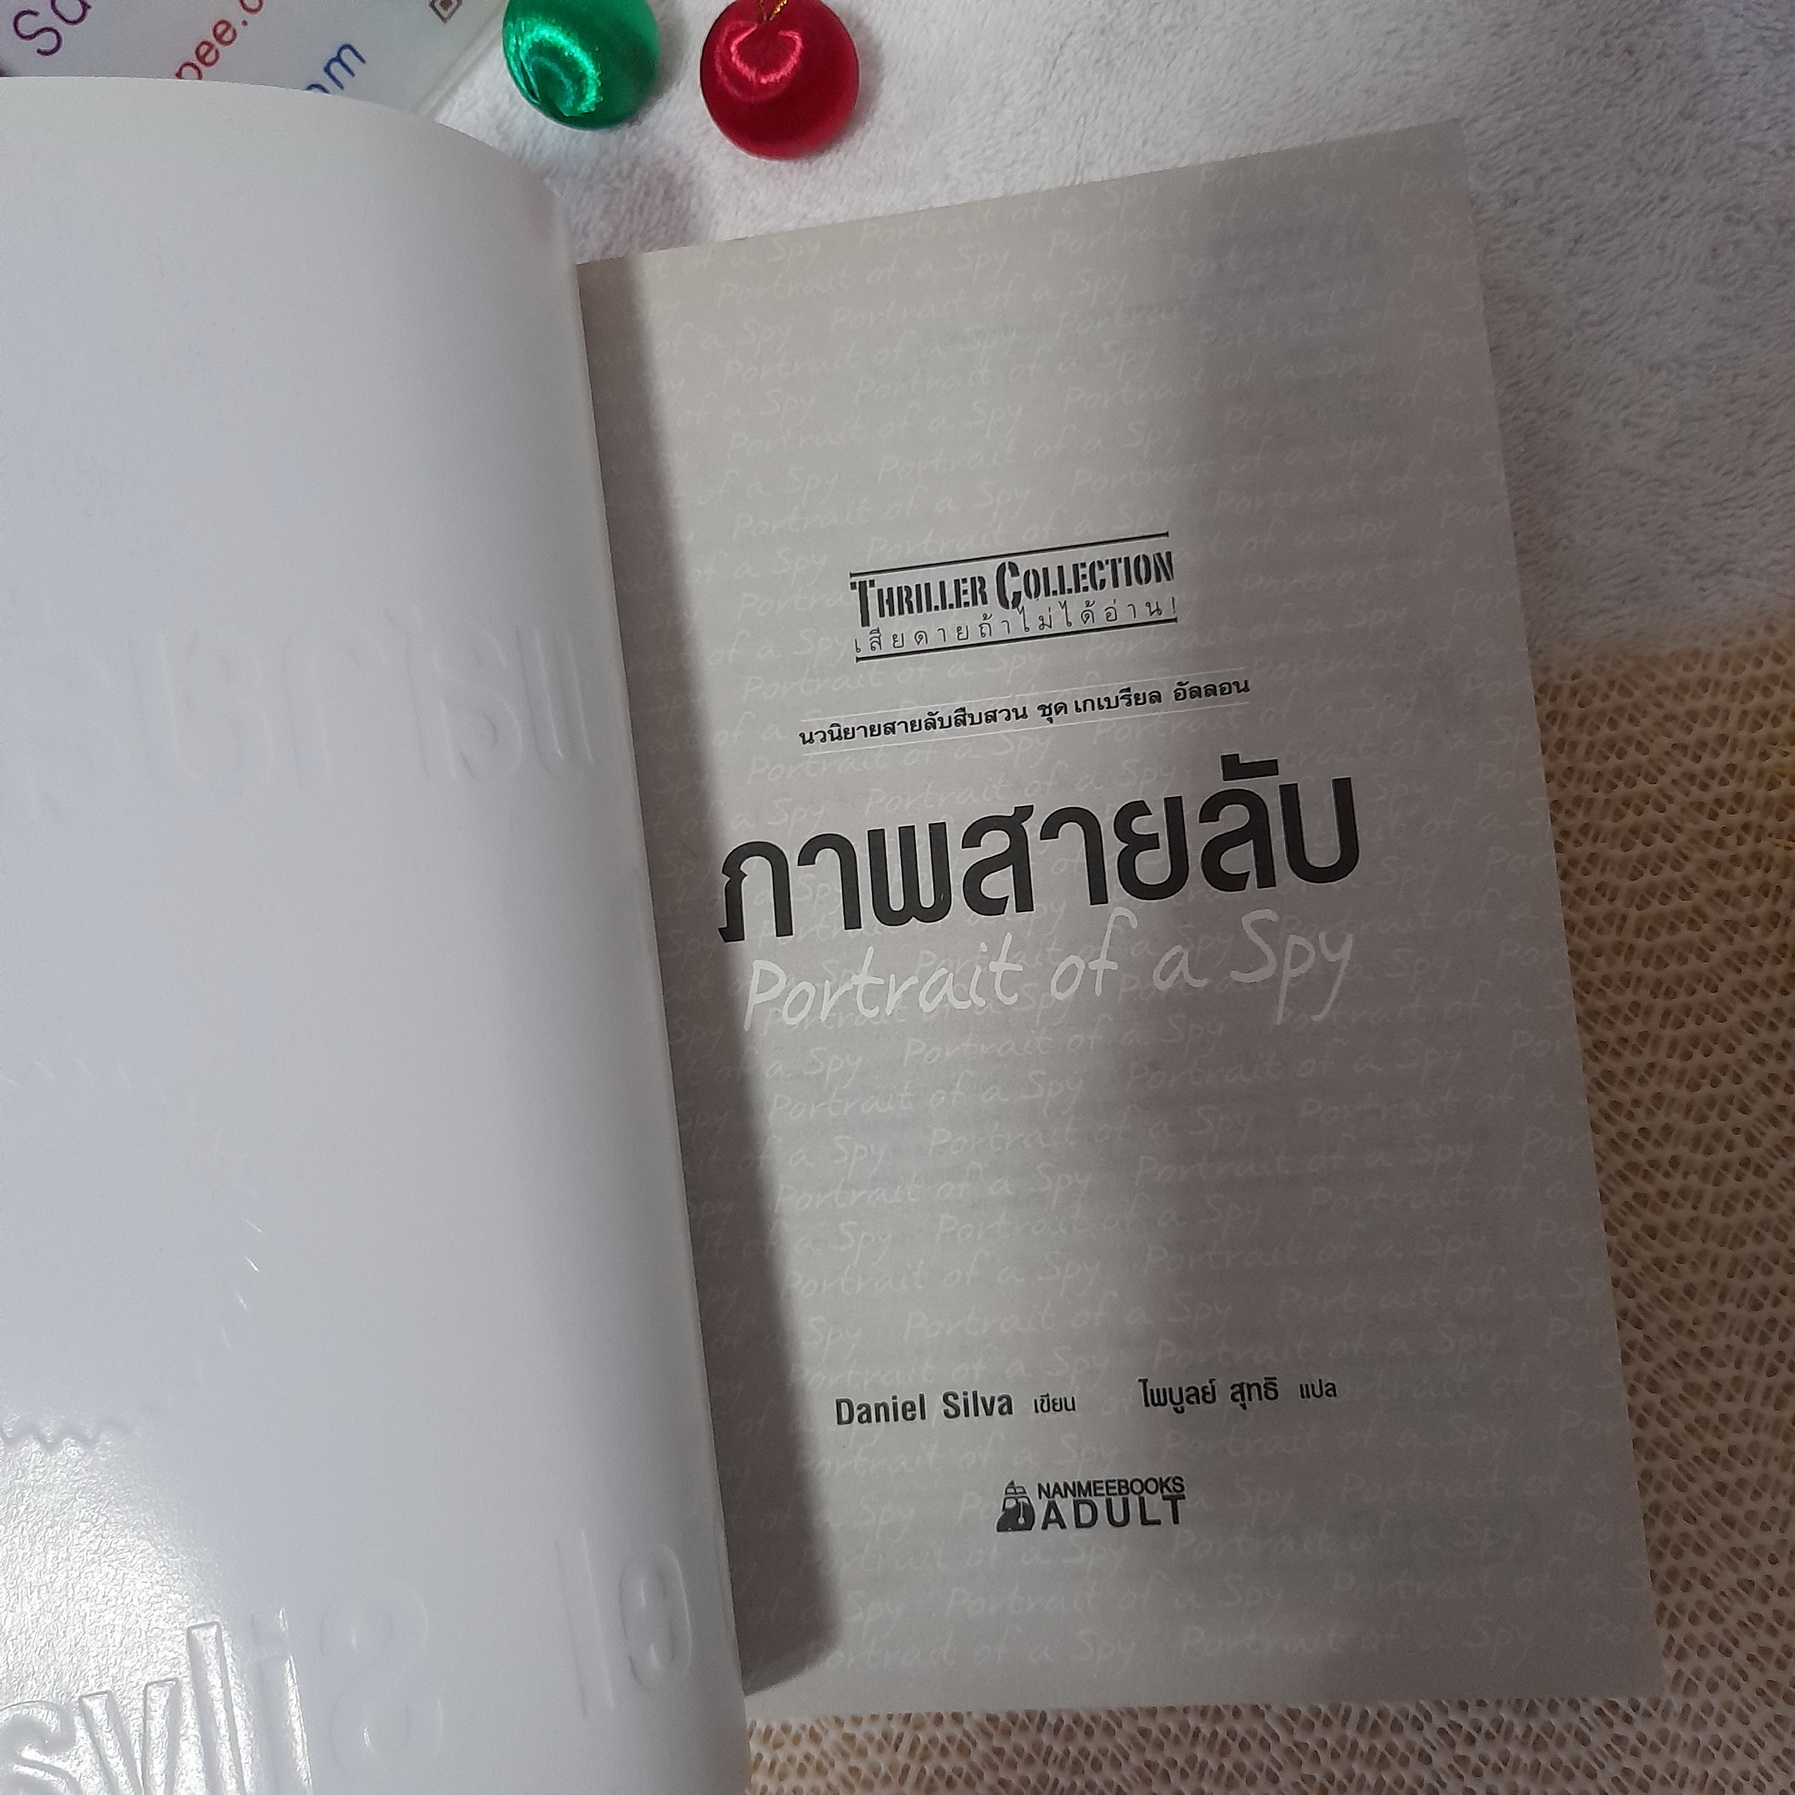 THRILLER COLLECTION
เสียดายถ้าไม่ได้อ่าน!
นวนิยายสายลับสืบสวน ชุด เกเบรียล อัลลอน
ภาพสายลับ
Portrait of a Spy
Daniel Silva เขียน ไพบูลย์ สุทธิ แปล
NANMEEBOOKS
ADULT